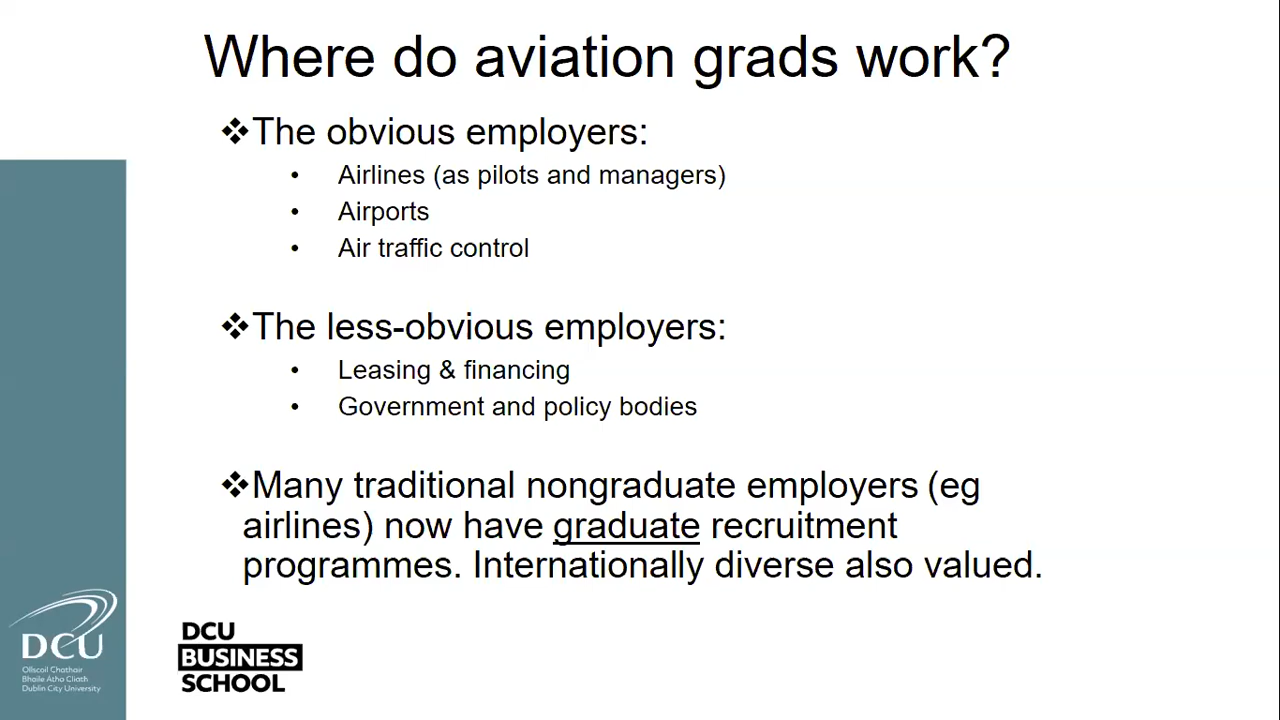 Where do aviation grads work?
❖The obvious employers:
• Airlines (as pilots and managers)
• Airports
• Air traffic control
❖The less-obvious employers:
• Leasing & financing
• Government and policy bodies
❖Many traditional nongraduate employers (eg
airlines) now have graduate recruitment
programmes. Internationally diverse also valued.
DCU
Ollscoil Chathair
Bhaile Átha Cliath
Dublin City University
DCU
BUSINESS
SCHOOL